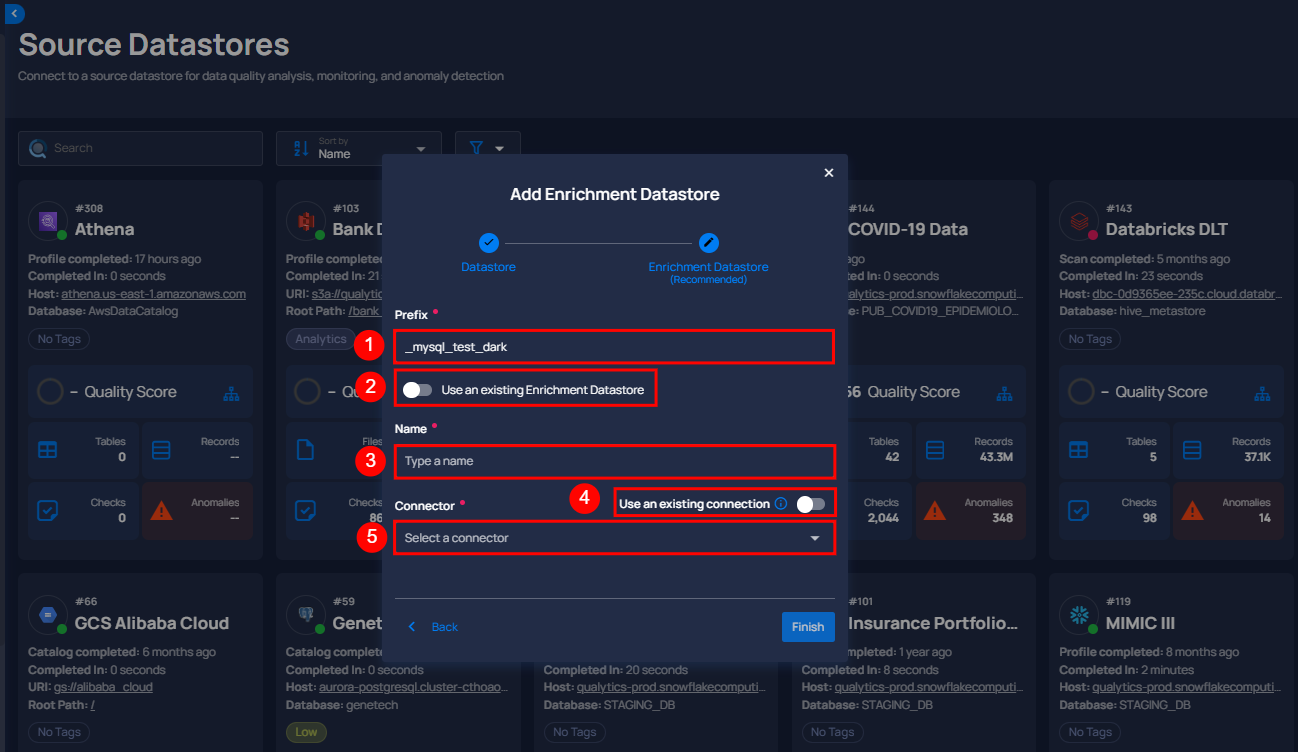 Source Datastores
Connect to a source datastore for data quality analysis, monitoring, and anomaly detection
Search
Sort by
Name
Add Enrichment Datastore
Datastore
Enrichment Datastore
(Recommended)
Prefix *
1
_mysql_test_dark
2
Use an existing Enrichment Datastore
Name *
3
Type a name
Connector *
4
Use an existing connection
5
Select a connector
Back
Finish
#308
Athena
Profile completed: 17 hours ago
Completed In: 0 seconds
Host: athena.us-east-1.amazonaws.com
Database: AwsDataCatalog
No Tags
– Quality Score
Tables
0
Records
--
Checks
0
Anomalies
--
#103
Bank
Profile complete
Completed In: 21
URI: s3a://qualytic
Root Path: /bank_
Analytics
Files
Checks
86
#144
COVID-19 Data
ago
ed In: 0 seconds
alytics-prod.snowflakecomputi...
e: PUB_COVID19_EPIDEMIOLO...
56 Quality Score
Tables
42
Records
43.3M
Checks
2,044
Anomalies
348
#143
Databricks DLT
Scan completed: 5 months ago
Completed In: 23 seconds
Host: dbc-0d9365ee-235c.cloud.databr...
Database: hive_metastore
No Tags
– Quality Score
Tables
5
Records
37.1K
Checks
98
Anomalies
14
#66
GCS Alibaba Cloud
Catalog completed: 6 months ago
Completed In: 0 seconds
URI: gs://alibaba_cloud
Root Path: /
No Tags
#59
Genet
Catalog complete
Completed In: 0 seconds
Host: aurora-postgresql.cluster-cthoao...
Database: genetech
Low
Completed In: 20 seconds
Host: qualytics-prod.snowflakecomputi...
Database: STAGING_DB
No Tags
#101
Insurance Portfolio...
completed: 1 year ago
Completed In: 8 seconds
Host: qualytics-prod.snowflakecomputi...
Database: STAGING_DB
No Tags
#119
MIMIC III
Profile completed: 8 months ago
Completed In: 2 minutes
Host: qualytics-prod.snowflakecomputi...
Database: STAGING_DB
No Tags